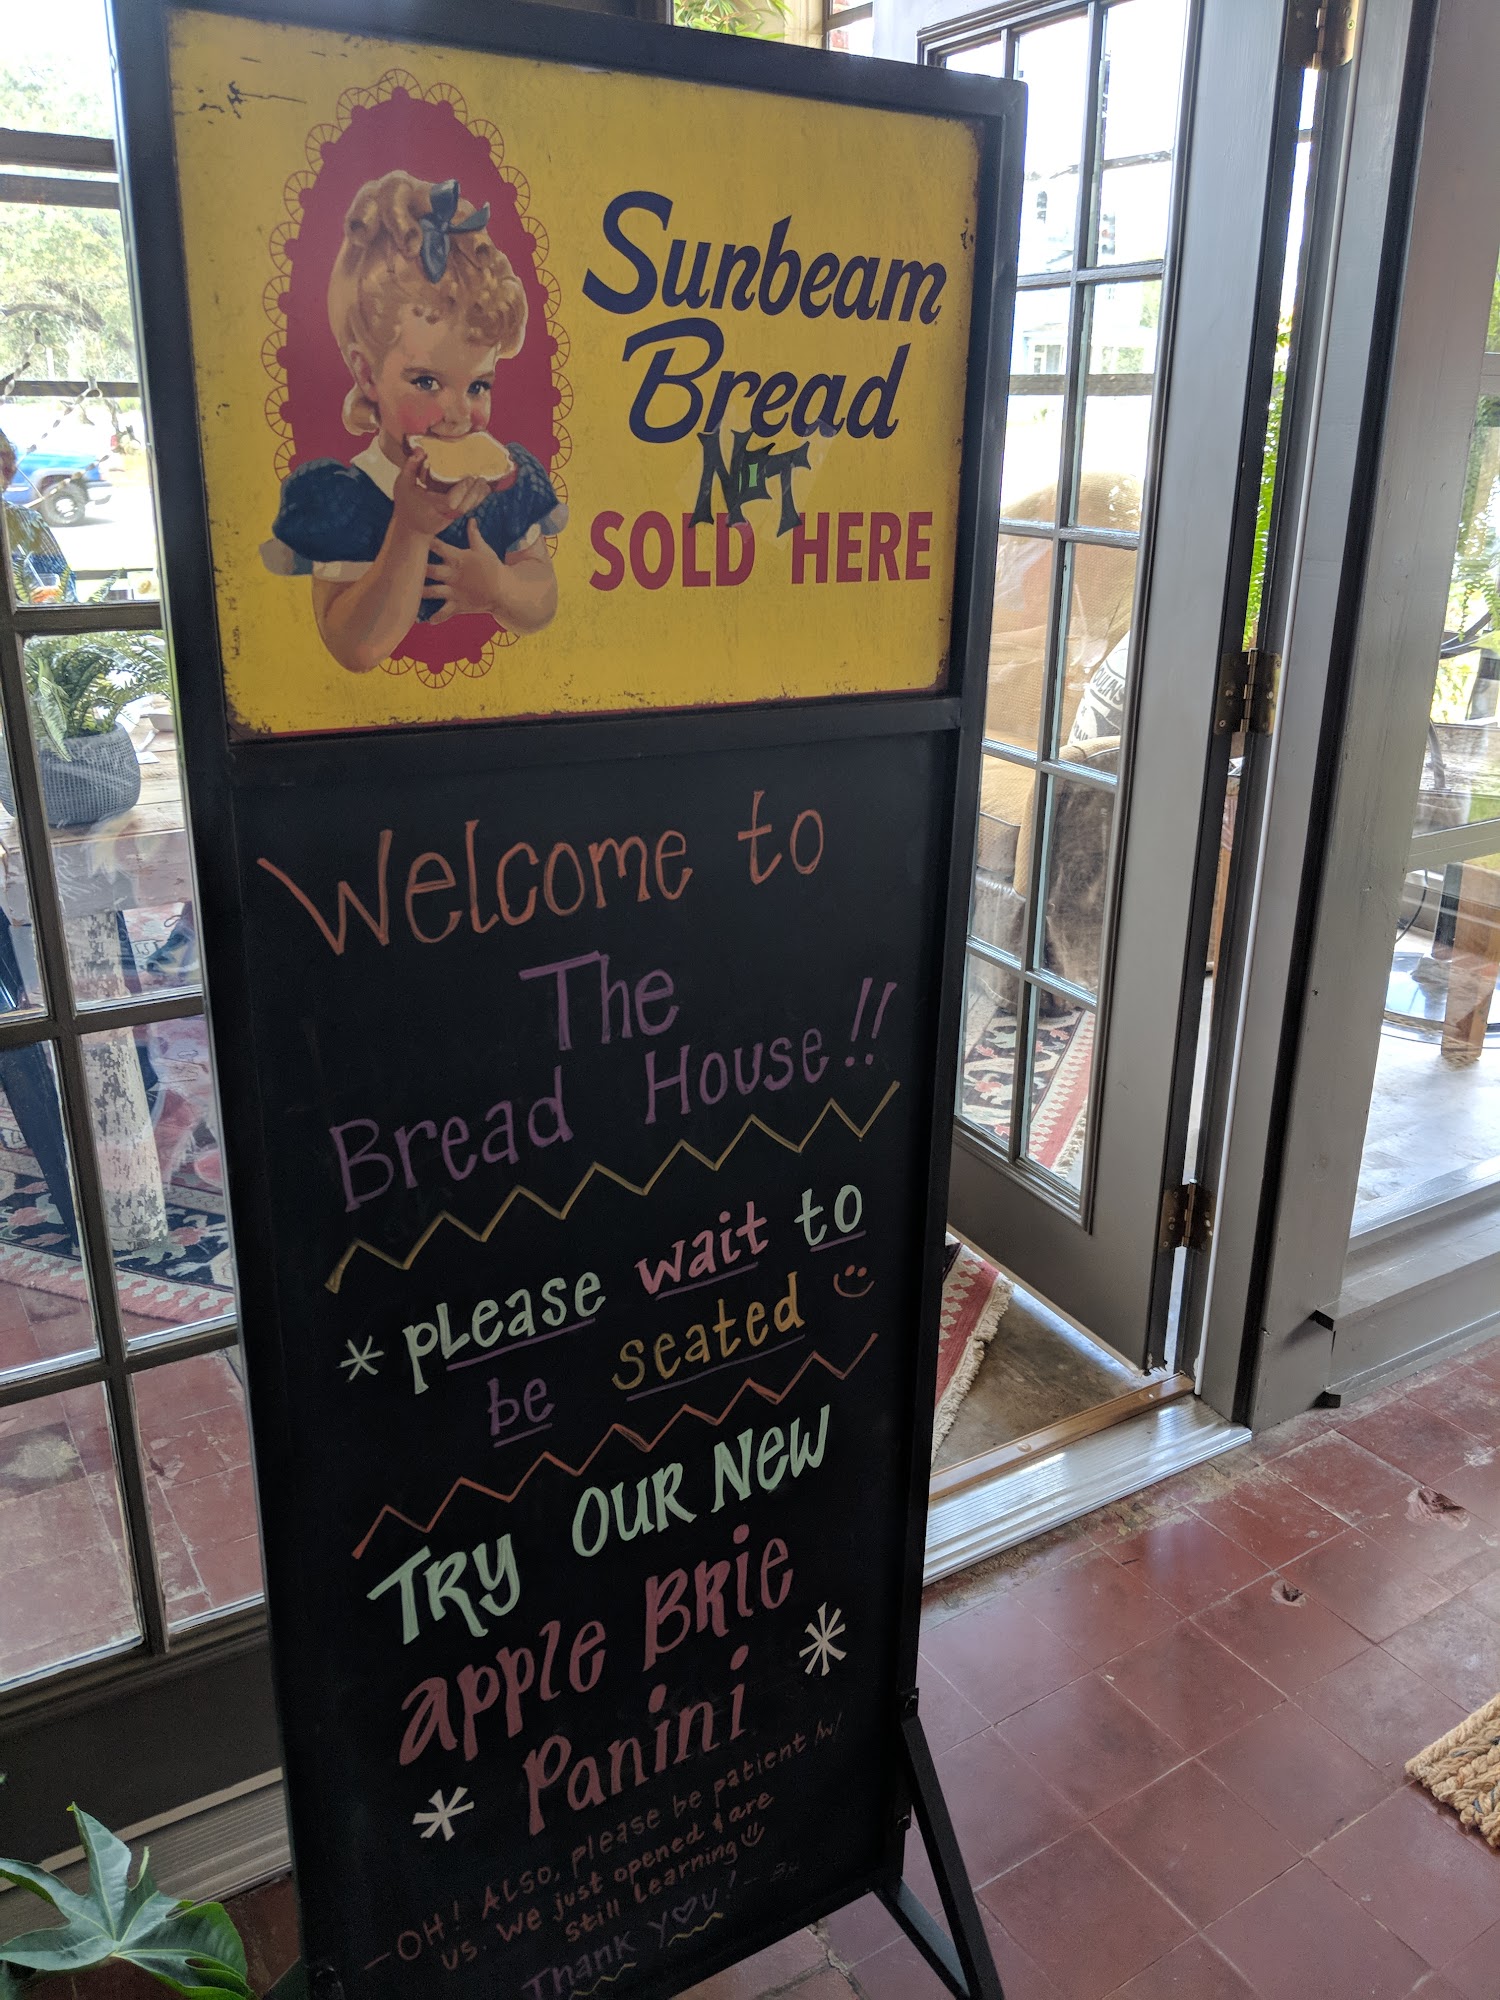 Sunbeam
Bread
NOT
SOLD HERE
Welcome to
The
Bread House!!
* pLease wait to
be seated
TRY OUR NEW
apple BRie
Panini *
*
—OH! ALSO, please be patient /w/
us. We just opened & are
still Learning
Thank you! —